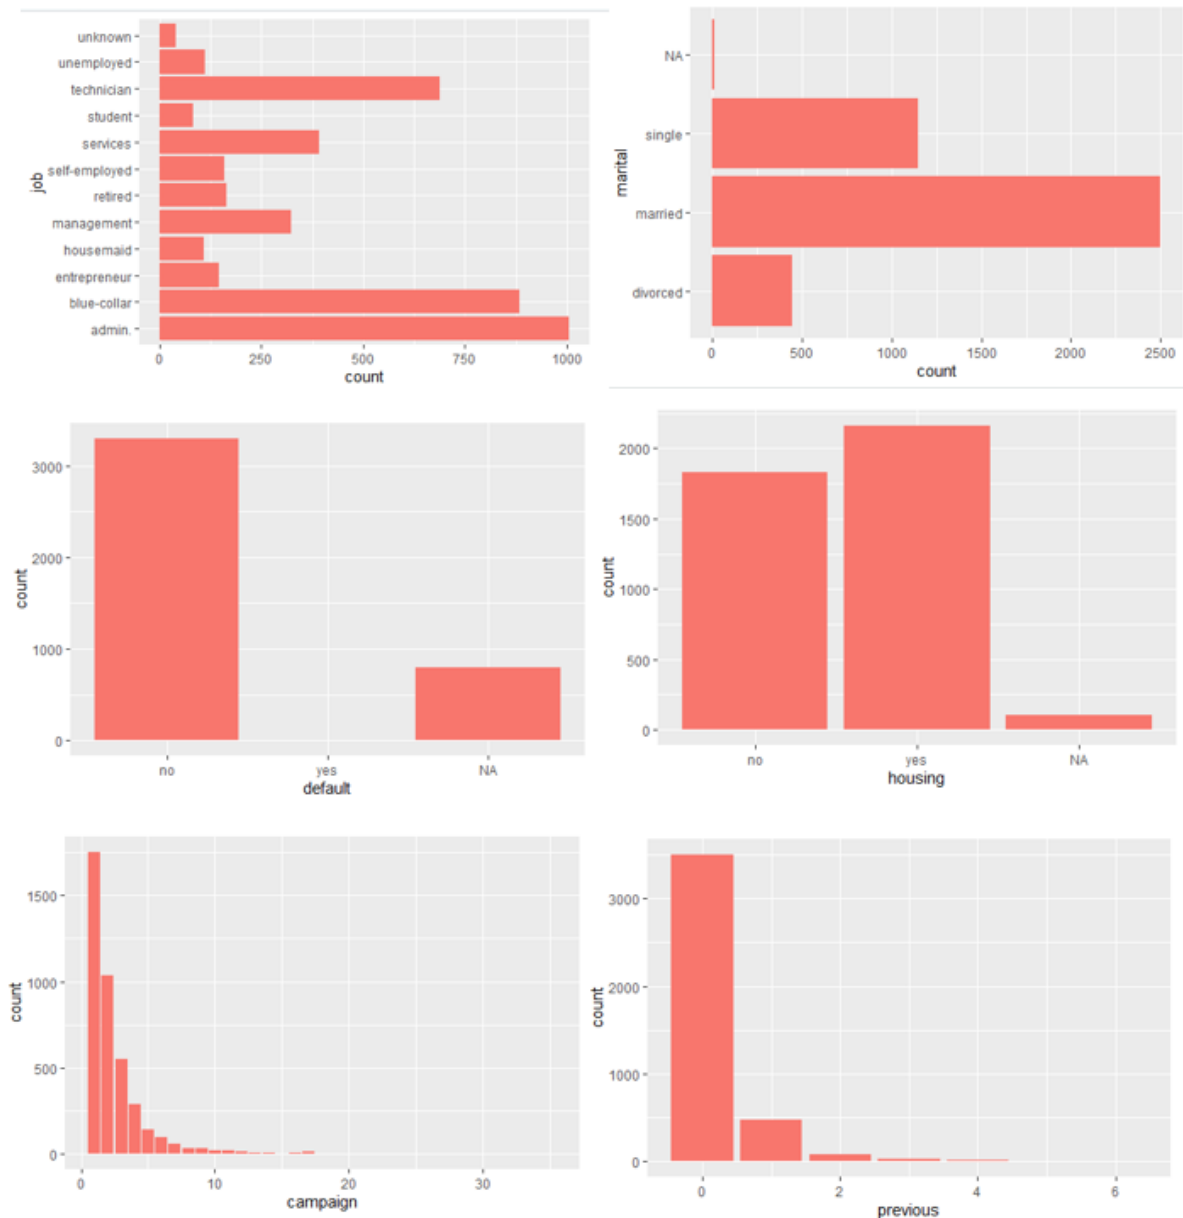 unknown
unemployed
technician
student
services
self-employed
retired
management
housemaid
entrepreneur
blue-collar
admin.
job
0 250 500 750 1000
count
NA
single
married
divorced
marital
0 500 1000 1500 2000 2500
count
3000
2000
1000
0
count
no yes NA
default
2000
1500
1000
500
0
count
no yes NA
housing
1500
1000
500
0
count
0 10 20 30
campaign
3000
2000
1000
0
count
0 2 4 6
previous